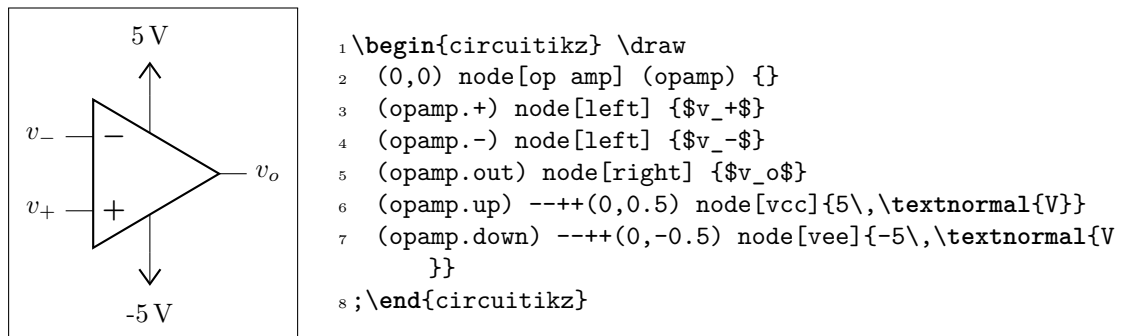 5 V
v₋
−
v₊
+
vₒ
-5 V
1 \begin{circuitikz} \draw
2   (0,0) node[op amp] (opamp) {}
3   (opamp.+) node[left] {$v_+$}
4   (opamp.-) node[left] {$v_-$}
5   (opamp.out) node[right] {$v_o$}
6   (opamp.up) --++(0,0.5) node[vcc]{5\,\textnormal{V}}
7   (opamp.down) --++(0,-0.5) node[vee]{-5\,\textnormal{V
}}
8 ;\end{circuitikz}